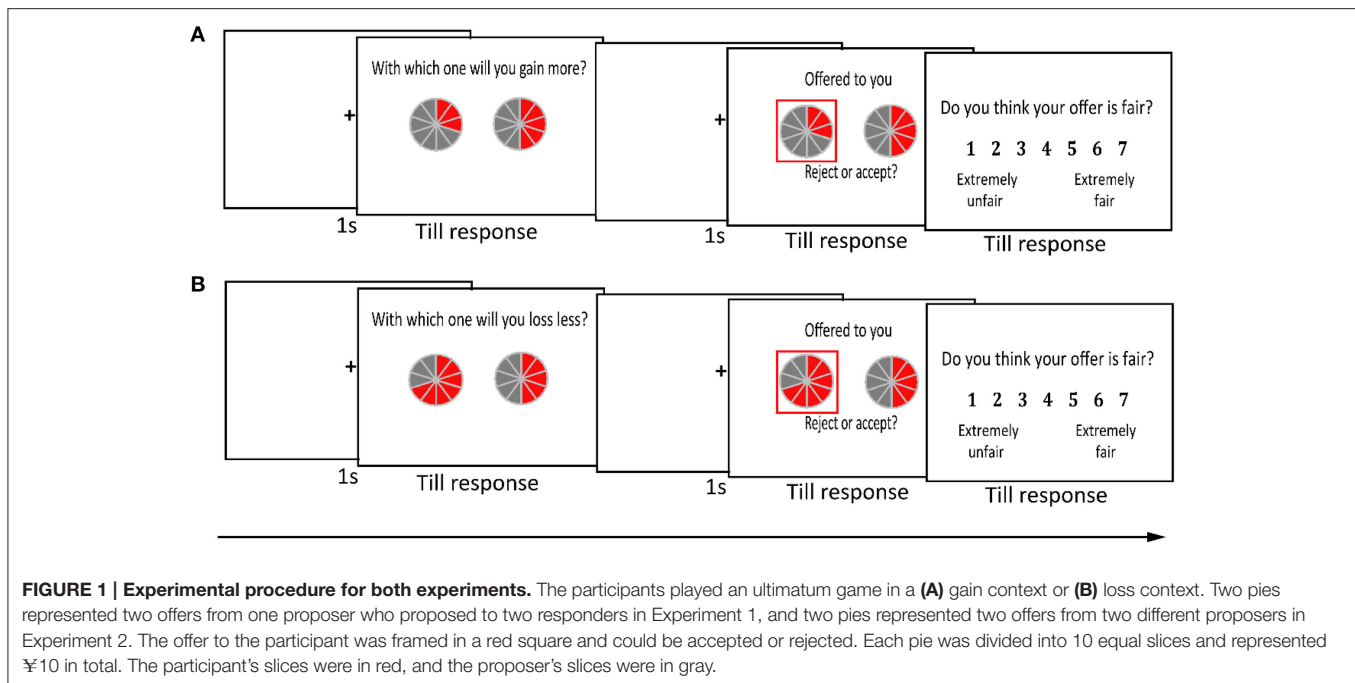 A
+
1s
With which one will you gain more?
Till response
+
1s
Offered to you
Reject or accept?
Till response
Do you think your offer is fair?
1 2 3 4 5 6 7
Extremely unfair
Extremely fair
Till response
B
+
1s
With which one will you loss less?
Till response
+
1s
Offered to you
Reject or accept?
Till response
Do you think your offer is fair?
1 2 3 4 5 6 7
Extremely unfair
Extremely fair
Till response
FIGURE 1 | Experimental procedure for both experiments. The participants played an ultimatum game in a (A) gain context or (B) loss context. Two pies
represented two offers from one proposer who proposed to two responders in Experiment 1, and two pies represented two offers from two different proposers in
Experiment 2. The offer to the participant was framed in a red square and could be accepted or rejected. Each pie was divided into 10 equal slices and represented
¥10 in total. The participant's slices were in red, and the proposer's slices were in gray.